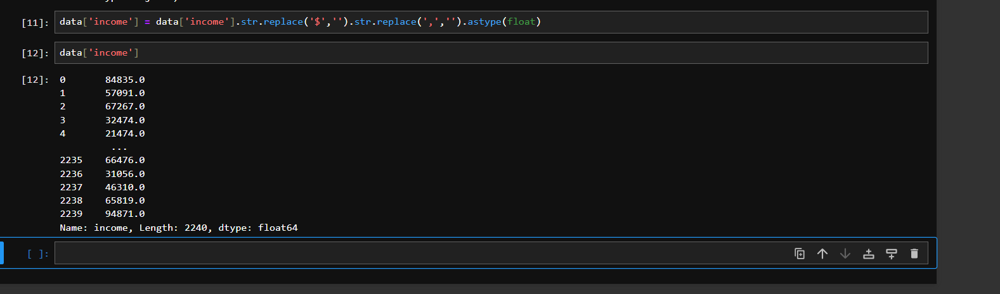 [11]: data['income'] = data['income'].str.replace('$','').str.replace(',','').astype(float)
[12]: data['income']
[12]: 0       84835.0
1       57091.0
2       67267.0
3       32474.0
4       21474.0
...
2235    66476.0
2236    31056.0
2237    46310.0
2238    65819.0
2239    94871.0
Name: income, Length: 2240, dtype: float64
[ ]: